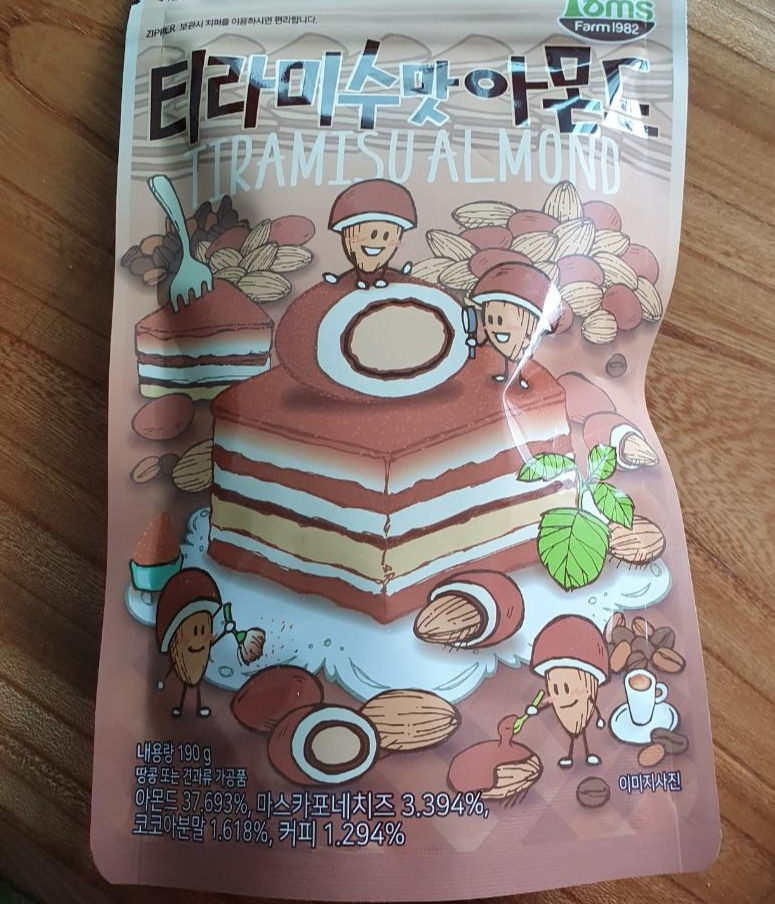 ZIPPER 보관시 지퍼를 이용하시면 편리합니다.
Toms
Farm 1982
타라미수맛 아몬드
TIRAMISU ALMOND
내용량 190 g
땅콩 또는 견과류 가공품
아몬드 37.693%, 마스카포네치즈 3.394%,
코코아분말 1.618%, 커피 1.294%
이미지사진